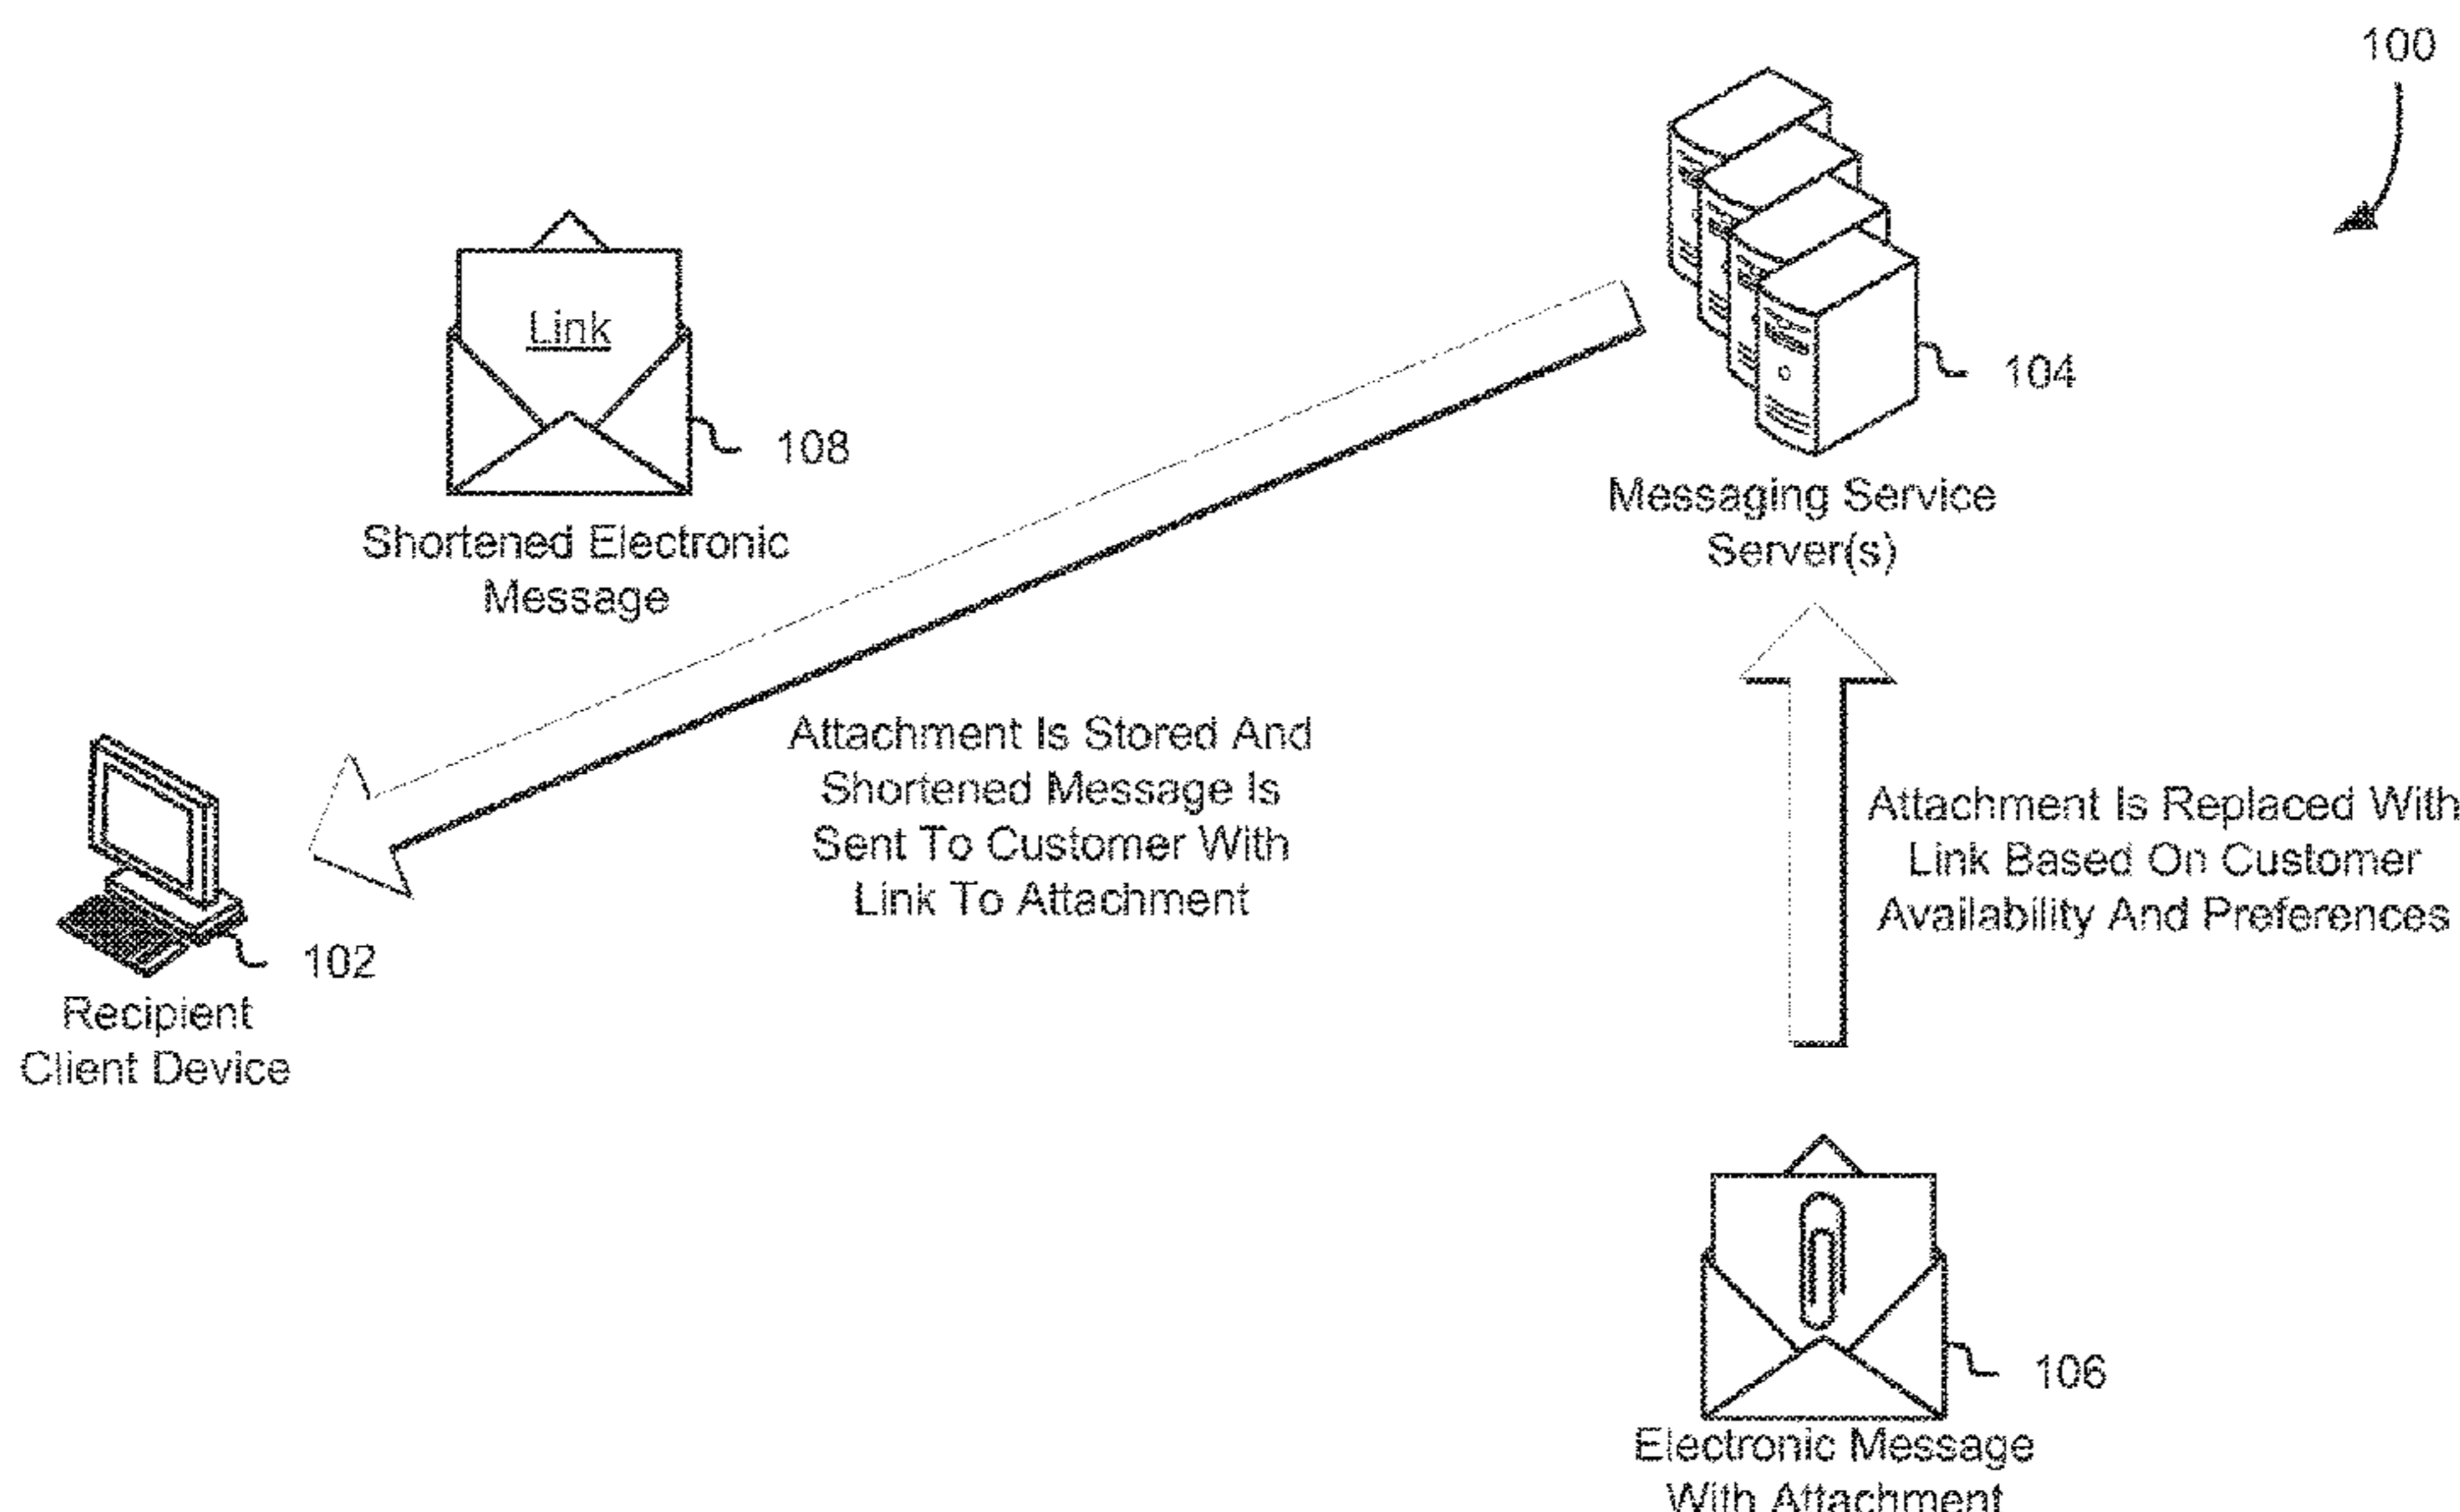 100
Link
108
Shortened Electronic
Message
104
Messaging Service
Server(s)
Attachment Is Stored And
Shortened Message Is
Sent To Customer With
Link To Attachment
Attachment Is Replaced With
Link Based On Customer
Availability And Preferences
102
Recipient
Client Device
106
Electronic Message
With Attachment